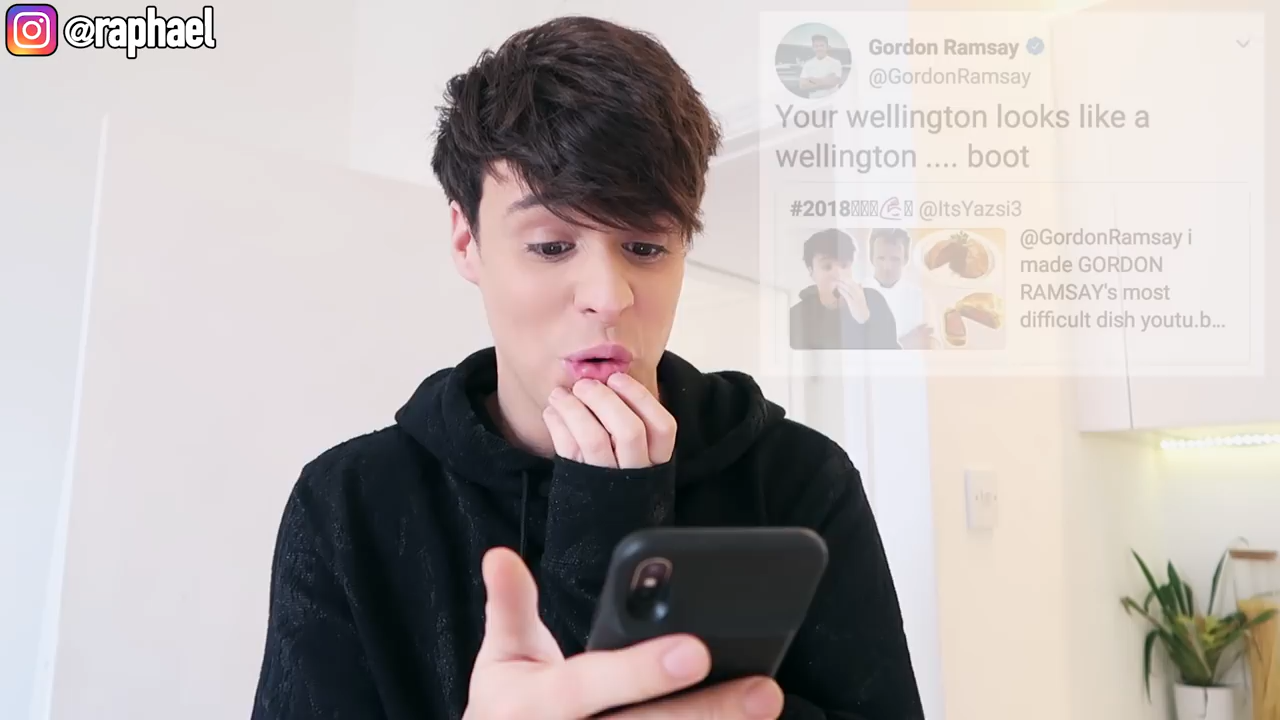 @raphael
Gordon Ramsay
@GordonRamsay
Your wellington looks like a
wellington .... boot
#2018 @ItsYazsi3
@GordonRamsay i
made GORDON
RAMSAY's most
difficult dish youtu.b...